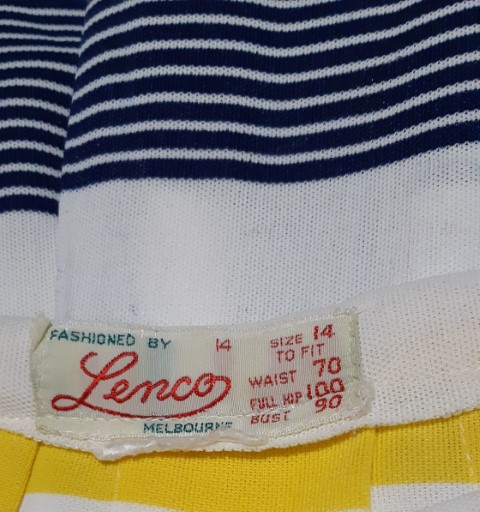 FASHIONED BY 14
Lenco
MELBOURNE
SIZE 14
TO FIT
WAIST 70
FULL HIP 100
BUST 90